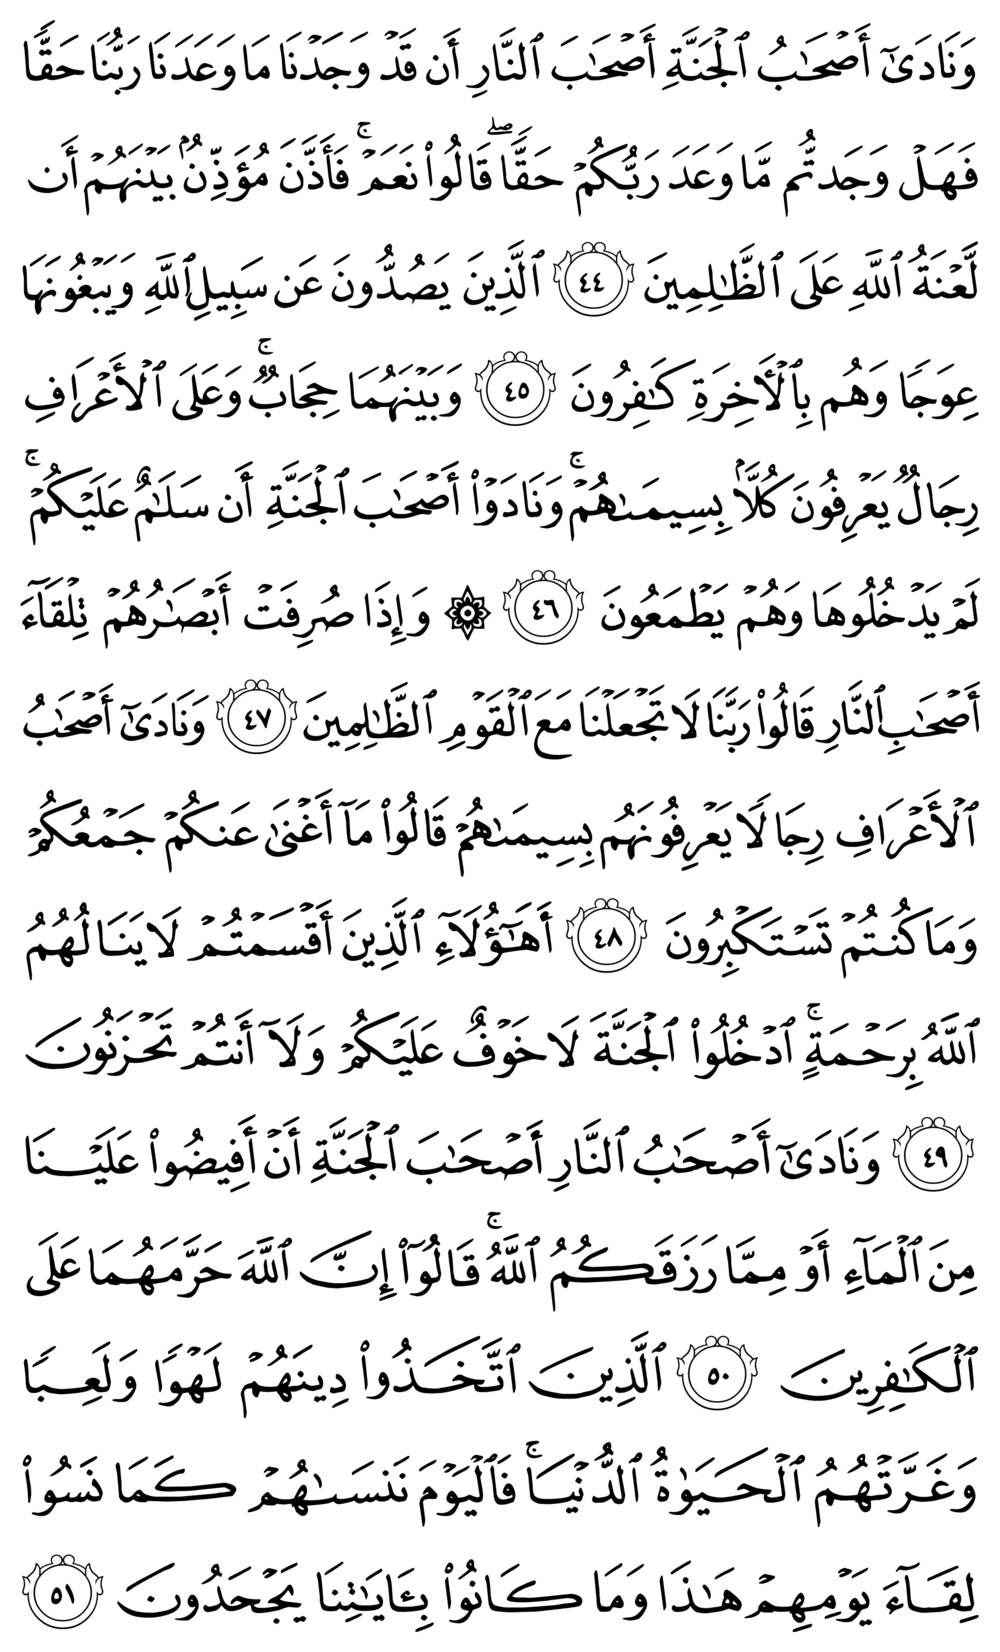 وَنَادَىٰٓ أَصْحَـٰبُ ٱلْجَنَّةِ أَصْحَـٰبَ ٱلنَّارِ أَن قَدْ وَجَدْنَا مَا وَعَدَنَا رَبُّنَا حَقًّا
فَهَلْ وَجَدتُّم مَّا وَعَدَ رَبُّكُمْ حَقًّا ۖ قَالُوا۟ نَعَمْ ۚ فَأَذَّنَ مُؤَذِّنٌۢ بَيْنَهُمْ أَن
لَّعْنَةُ ٱللَّهِ عَلَى ٱلظَّـٰلِمِينَ ٤٤ ٱلَّذِينَ يَصُدُّونَ عَن سَبِيلِ ٱللَّهِ وَيَبْغُونَهَا
عِوَجًا وَهُم بِٱلْـَٔاخِرَةِ كَـٰفِرُونَ ٤٥ وَبَيْنَهُمَا حِجَابٌ ۚ وَعَلَى ٱلْأَعْرَافِ
رِجَالٌ يَعْرِفُونَ كُلًّۢا بِسِيمَىٰهُمْ ۚ وَنَادَوْا۟ أَصْحَـٰبَ ٱلْجَنَّةِ أَن سَلَـٰمٌ عَلَيْكُمْ ۚ
لَمْ يَدْخُلُوهَا وَهُمْ يَطْمَعُونَ ٤٦ ۞ وَإِذَا صُرِفَتْ أَبْصَـٰرُهُمْ تِلْقَآءَ
أَصْحَـٰبِ ٱلنَّارِ قَالُوا۟ رَبَّنَا لَا تَجْعَلْنَا مَعَ ٱلْقَوْمِ ٱلظَّـٰلِمِينَ ٤٧ وَنَادَىٰٓ أَصْحَـٰبُ
ٱلْأَعْرَافِ رِجَالًا يَعْرِفُونَهُم بِسِيمَىٰهُمْ قَالُوا۟ مَآ أَغْنَىٰ عَنكُمْ جَمْعُكُمْ
وَمَا كُنتُمْ تَسْتَكْبِرُونَ ٤٨ أَهَـٰٓؤُلَآءِ ٱلَّذِينَ أَقْسَمْتُمْ لَا يَنَالُهُمُ
ٱللَّهُ بِرَحْمَةٍ ۚ ٱدْخُلُوا۟ ٱلْجَنَّةَ لَا خَوْفٌ عَلَيْكُمْ وَلَآ أَنتُمْ تَحْزَنُونَ
٤٩ وَنَادَىٰٓ أَصْحَـٰبُ ٱلنَّارِ أَصْحَـٰبَ ٱلْجَنَّةِ أَنْ أَفِيضُوا۟ عَلَيْنَا
مِنَ ٱلْمَآءِ أَوْ مِمَّا رَزَقَكُمُ ٱللَّهُ ۚ قَالُوٓا۟ إِنَّ ٱللَّهَ حَرَّمَهُمَا عَلَى
ٱلْكَـٰفِرِينَ ٥٠ ٱلَّذِينَ ٱتَّخَذُوا۟ دِينَهُمْ لَهْوًا وَلَعِبًا
وَغَرَّتْهُمُ ٱلْحَيَوٰةُ ٱلدُّنْيَا ۚ فَٱلْيَوْمَ نَنسَىٰهُمْ كَمَا نَسُوا۟
لِقَآءَ يَوْمِهِمْ هَـٰذَا وَمَا كَانُوا۟ بِـَٔايَـٰتِنَا يَجْحَدُونَ ٥١